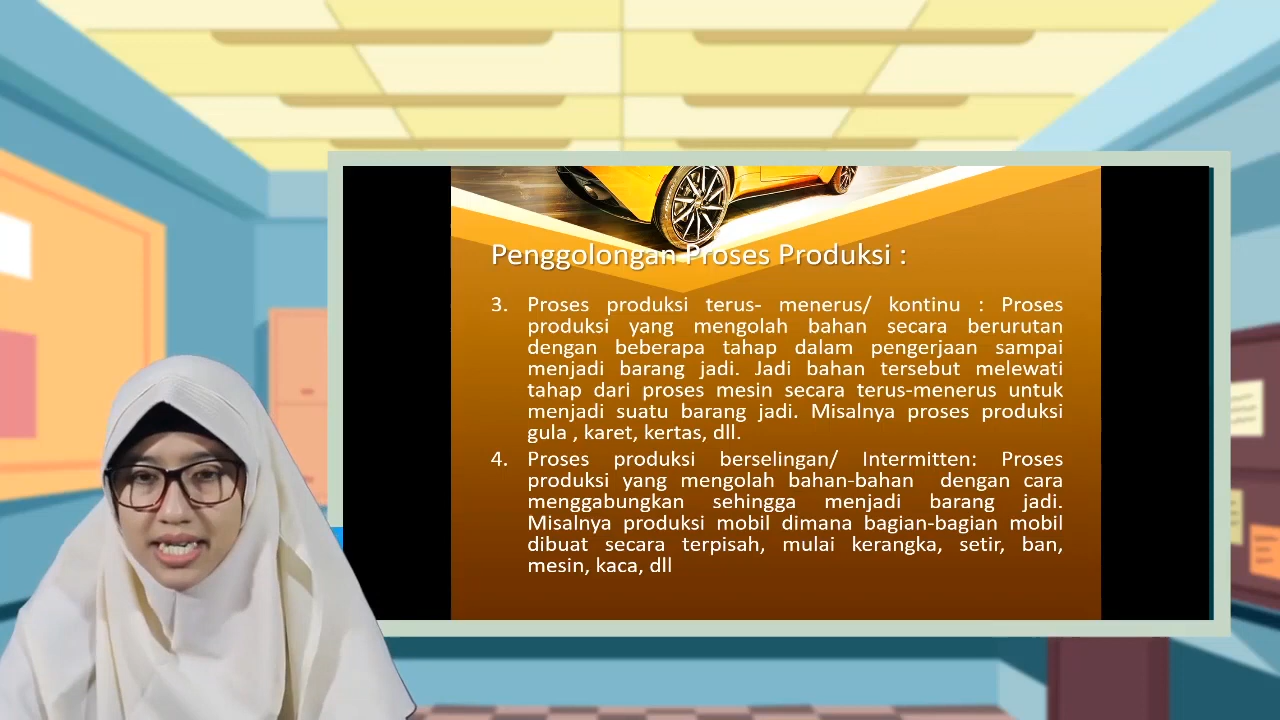 Penggolongan Proses Produksi :
3. Proses produksi terus- menerus/ kontinu : Proses
produksi yang mengolah bahan secara berurutan
dengan beberapa tahap dalam pengerjaan sampai
menjadi barang jadi. Jadi bahan tersebut melewati
tahap dari proses mesin secara terus-menerus untuk
menjadi suatu barang jadi. Misalnya proses produksi
gula , karet, kertas, dll.
4. Proses produksi berselingan/ Intermitten: Proses
produksi yang mengolah bahan-bahan dengan cara
menggabungkan sehingga menjadi barang jadi.
Misalnya produksi mobil dimana bagian-bagian mobil
dibuat secara terpisah, mulai kerangka, setir, ban,
mesin, kaca, dll